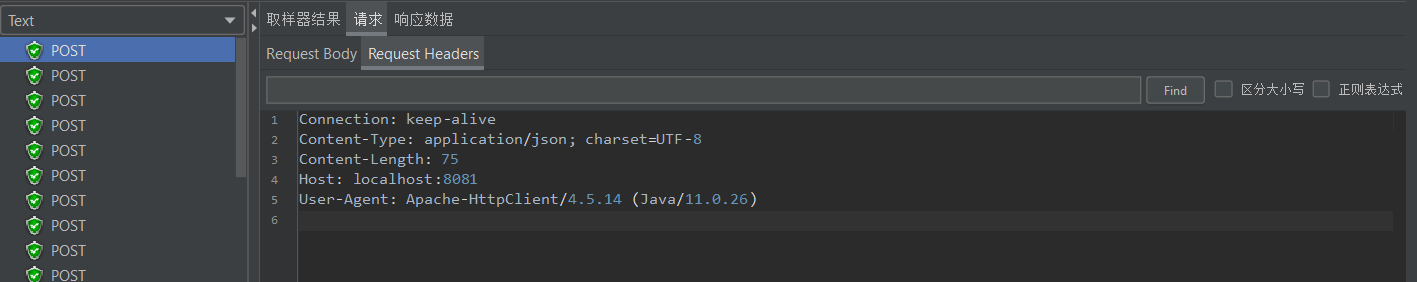 Text
取样器结果 请求 响应数据
POST
Request Body Request Headers
POST
Find 区分大小写 正则表达式
POST
1 Connection: keep-alive
POST
2 Content-Type: application/json; charset=UTF-8
POST
3 Content-Length: 75
POST
4 Host: localhost:8081
POST
5 User-Agent: Apache-HttpClient/4.5.14 (Java/11.0.26)
POST
6
POST
POST